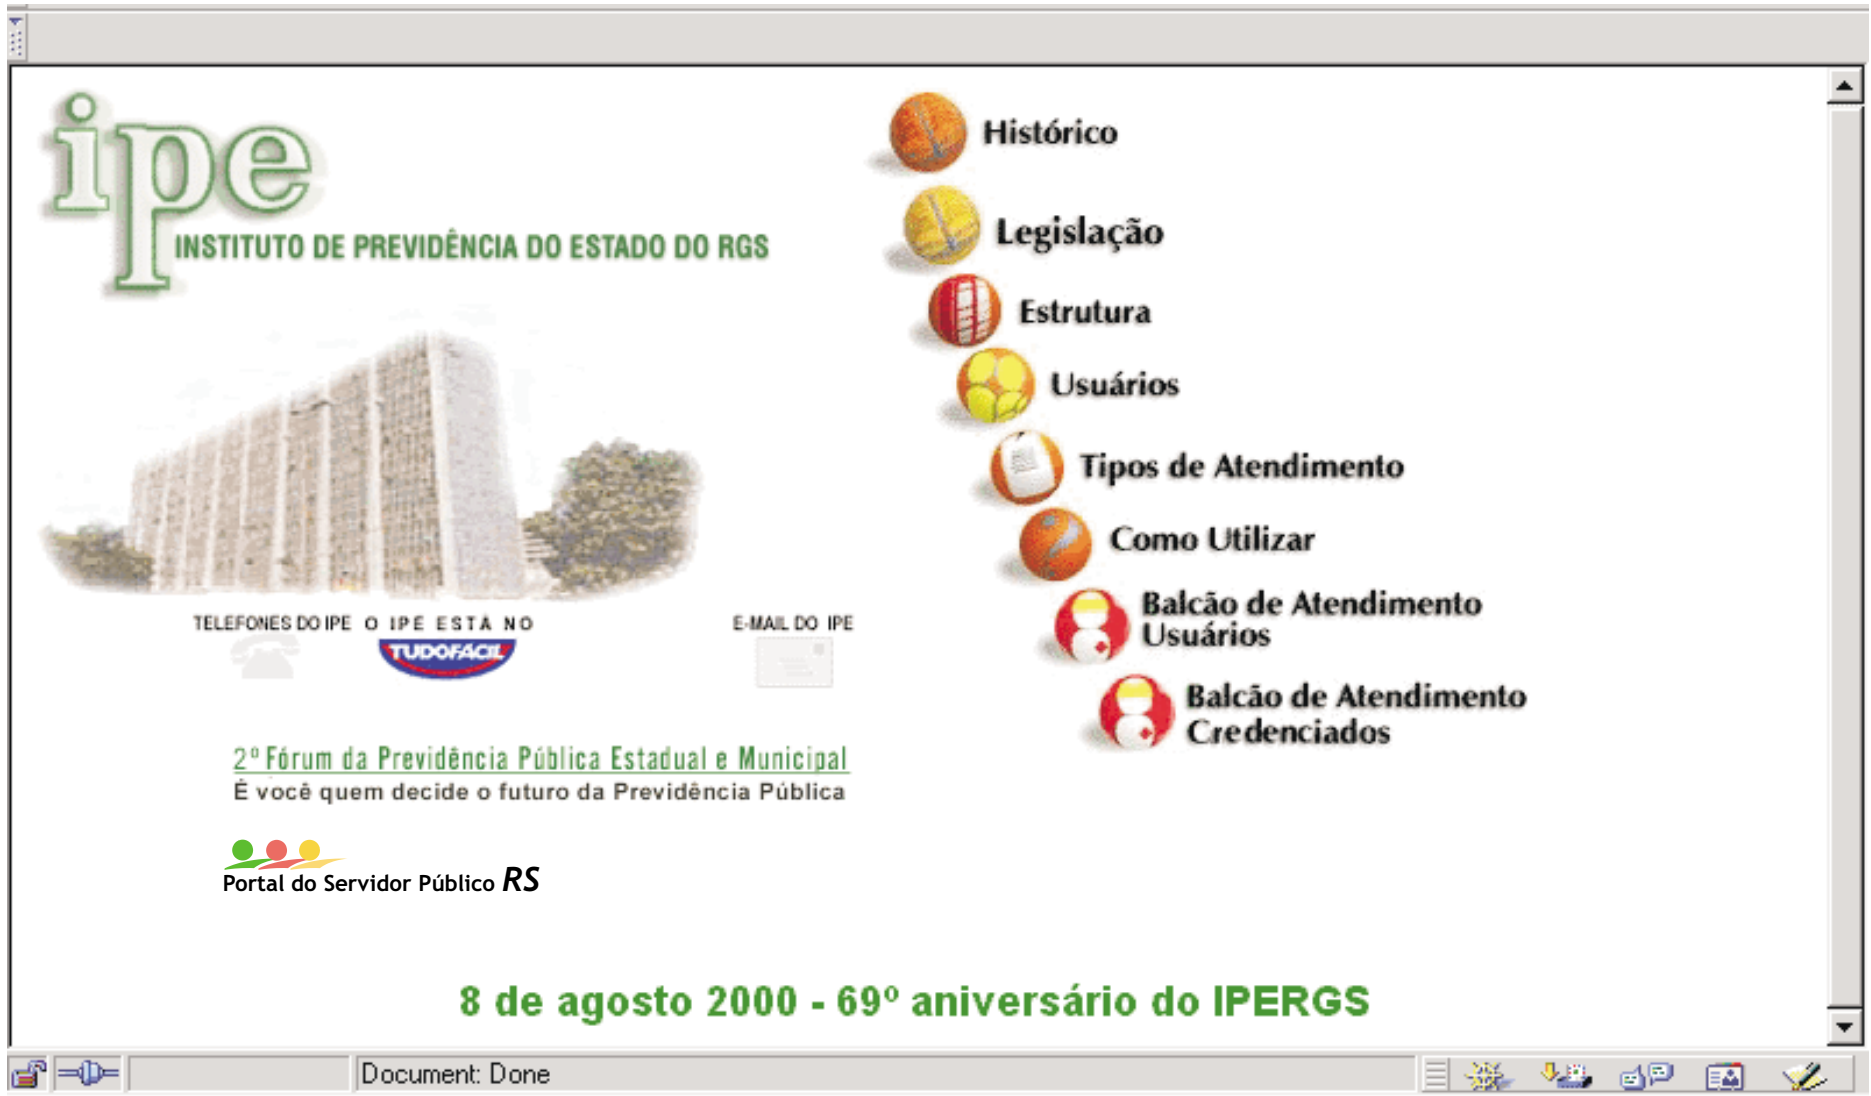 ipe
INSTITUTO DE PREVIDÊNCIA DO ESTADO DO RGS
TELEFONES DO IPE
O IPE ESTÁ NO
TUDOFACIL
E-MAIL DO IPE
2º Fórum da Previdência Pública Estadual e Municipal
É você quem decide o futuro da Previdência Pública
Portal do Servidor Público RS
Histórico
Legislação
Estrutura
Usuários
Tipos de Atendimento
Como Utilizar
Balcão de Atendimento
Usuários
Balcão de Atendimento
Credenciados
8 de agosto 2000 - 69º aniversário do IPERGS
Document: Done